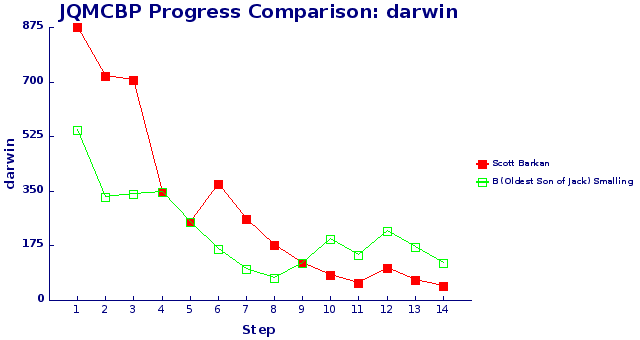 JQMCBP Progress Comparison: darwin
875
700
525
350
175
0
darwin
1 2 3 4 5 6 7 8 9 10 11 12 13 14
Step
Scott Barkan
B (Oldest Son of Jack) Smalling